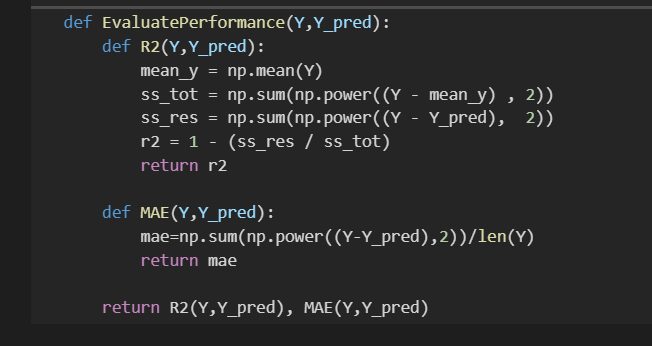 def EvaluatePerformance(Y,Y_pred):
    def R2(Y,Y_pred):
        mean_y = np.mean(Y)
        ss_tot = np.sum(np.power((Y - mean_y) , 2))
        ss_res = np.sum(np.power((Y - Y_pred),  2))
        r2 = 1 - (ss_res / ss_tot)
        return r2

    def MAE(Y,Y_pred):
        mae=np.sum(np.power((Y-Y_pred),2))/len(Y)
        return mae

    return R2(Y,Y_pred), MAE(Y,Y_pred)